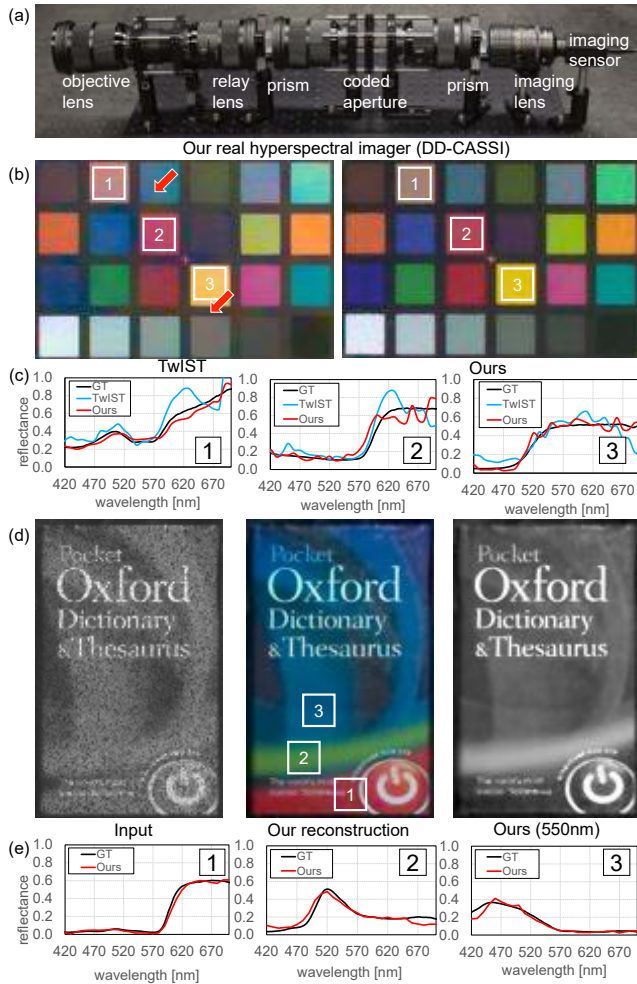 (a)
objective lens
relay lens
prism
coded aperture
prism
imaging lens
imaging sensor
Our real hyperspectral imager (DD-CASSI)
(b)
1
2
3
1
2
3
TwIST
Ours
(c)
reflectance
1.0
0.8
0.6
0.4
0.2
0.0
GT
TwIST
Ours
1
420 470 520 570 620 670
wavelength [nm]
1.0
0.8
0.6
0.4
0.2
0.0
GT
TwIST
Ours
2
420 470 520 570 620 670
wavelength [nm]
1.0
0.8
0.6
0.4
0.2
0.0
GT
TwIST
Ours
3
420 470 520 570 620 670
wavelength [nm]
(d)
Pocket
Oxford
Dictionary
& Thesaurus
Pocket
Oxford
Dictionary
& Thesaurus
3
2
1
Pocket
Oxford
Dictionary
& Thesaurus
Input
Our reconstruction
Ours (550nm)
(e)
reflectance
1.0
0.8
0.6
0.4
0.2
0.0
GT
Ours
1
420 470 520 570 620 670
wavelength [nm]
1.0
0.8
0.6
0.4
0.2
0.0
GT
Ours
2
420 470 520 570 620 670
wavelength [nm]
1.0
0.8
0.6
0.4
0.2
0.0
GT
Ours
3
420 470 520 570 620 670
wavelength [nm]